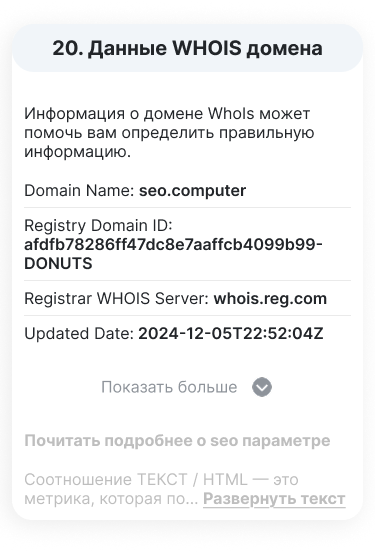 20. Данные WHOIS домена
Информация о домене WhoIs может
помочь вам определить правильную
информацию.
Domain Name: seo.computer
Registry Domain ID:
afdfb78286ff47dc8e7aaffcb4099b99-
DONUTS
Registrar WHOIS Server: whois.reg.com
Updated Date: 2024-12-05T22:52:04Z
Показать больше
Почитать подробнее о seo параметре
Соотношение ТЕКСТ / HTML — это
метрика, которая по... Развернуть текст